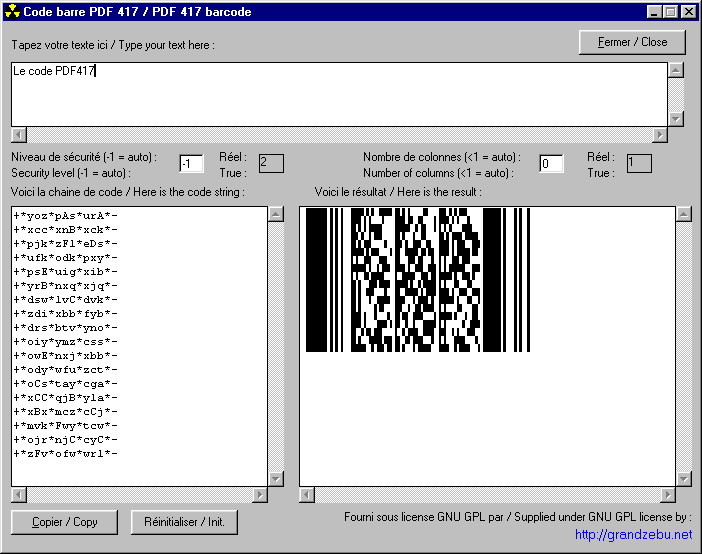 Code barre PDF 417 / PDF 417 barcode
Tapez votre texte ici / Type your text here :
Fermer / Close
Le code PDF417
Niveau de sécurité (-1 = auto) :
Security level (-1 = auto) :
-1
Réel :
True :
2
Nombre de colonnes (<1 = auto) :
Number of columns (<1 = auto) :
0
Réel :
True :
1
Voici la chaine de code / Here is the code string :
Voici le résultat / Here is the result :
+*yoz*pAs*urA*-
+*xcc*xnB*xck*-
+*pjk*zFl*eDs*-
+*ufk*odk*pxy*-
+*psE*uig*xib*-
+*yrB*nxq*xjq*-
+*dsw*lvC*dvk*-
+*zdi*xbb*fyb*-
+*drs*btv*yno*-
+*oiy*ymz*css*-
+*owE*nxj*xbb*-
+*ody*wfu*zct*-
+*oCs*tay*cga*-
+*xCC*qjB*yla*-
+*xBx*mcz*cCj*-
+*mvk*Fwy*tcw*-
+*ojr*njC*cyC*-
+*zFv*ofw*wrl*-
Copier / Copy
Réinitialiser / Init.
Fourni sous license GNU GPL par / Supplied under GNU GPL license by :
http://grandzebu.net